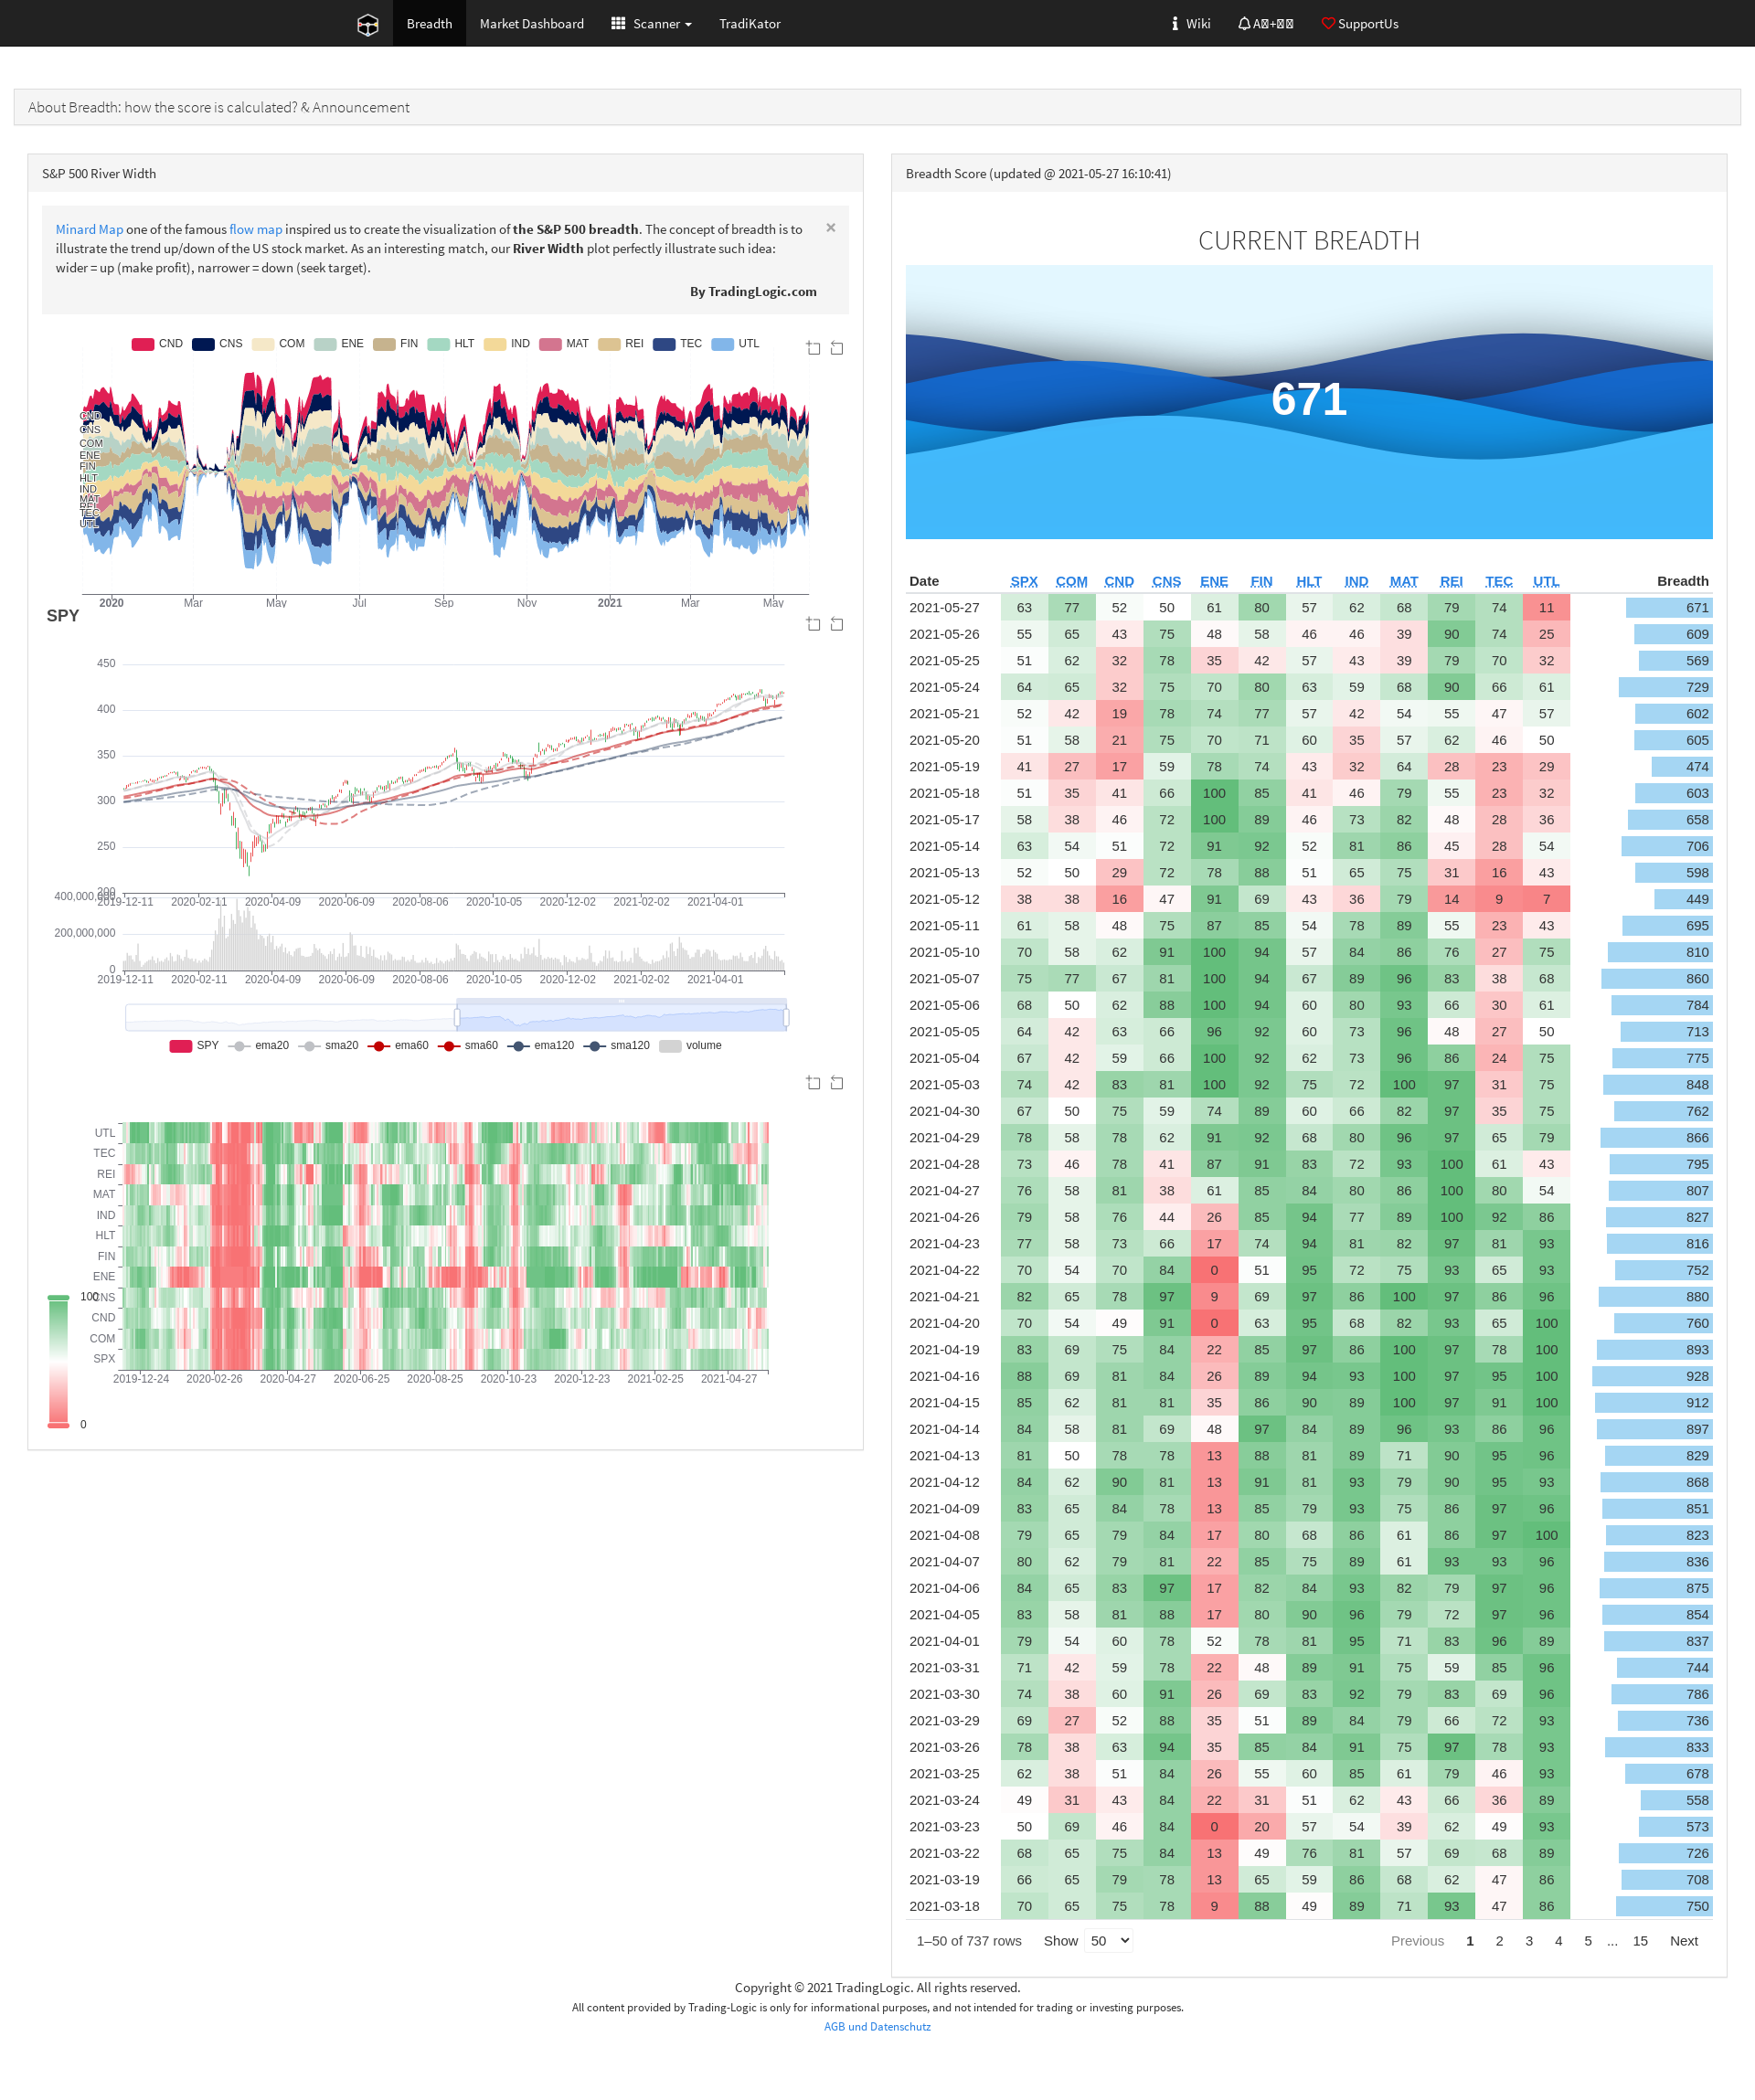 Breadth Market Dashboard Scanner TradiKator Wiki SupportUs
About Breadth: how the score is calculated? & Announcement
S&P 500 River Width
Minard Map one of the famous flow map inspired us to create the visualization of the S&P 500 breadth. The concept of breadth is to
illustrate the trend up/down of the US stock market. As an interesting match, our River Width plot perfectly illustrate such idea:
wider = up (make profit), narrower = down (seek target).
By TradingLogic.com
×
CND CNS COM ENE FIN HLT IND MAT REI TEC UTL
CND
CNS
COM
ENE
FIN
HLT
IND
MAT
REI
TEC
UTL
2020 Mar May Jul Sep Nov 2021 Mar May
SPY
450
400
350
300
250
200
2019-12-11 2020-02-11 2020-04-09 2020-06-09 2020-08-06 2020-10-05 2020-12-02 2021-02-02 2021-04-01
400,000,000
200,000,000
0
2019-12-11 2020-02-11 2020-04-09 2020-06-09 2020-08-06 2020-10-05 2020-12-02 2021-02-02 2021-04-01
SPY ema20 sma20 ema60 sma60 ema120 sma120 volume
UTL
TEC
REI
MAT
IND
HLT
FIN
ENE
CNS
CND
COM
SPX
100
0
2019-12-24 2020-02-26 2020-04-27 2020-06-25 2020-08-25 2020-10-23 2020-12-23 2021-02-25 2021-04-27
Breadth Score (updated @ 2021-05-27 16:10:41)
CURRENT BREADTH
671
Date SPX COM CND CNS ENE FIN HLT IND MAT REI TEC UTL Breadth
2021-05-27 63 77 52 50 61 80 57 62 68 79 74 11 671
2021-05-26 55 65 43 75 48 58 46 46 39 90 74 25 609
2021-05-25 51 62 32 78 35 42 57 43 39 79 70 32 569
2021-05-24 64 65 32 75 70 80 63 59 68 90 66 61 729
2021-05-21 52 42 19 78 74 77 57 42 54 55 47 57 602
2021-05-20 51 58 21 75 70 71 60 35 57 62 46 50 605
2021-05-19 41 27 17 59 78 74 43 32 64 28 23 29 474
2021-05-18 51 35 41 66 100 85 41 46 79 55 23 32 603
2021-05-17 58 38 46 72 100 89 46 73 82 48 28 36 658
2021-05-14 63 54 51 72 91 92 52 81 86 45 28 54 706
2021-05-13 52 50 29 72 78 88 51 65 75 31 16 43 598
2021-05-12 38 38 16 47 91 69 43 36 79 14 9 7 449
2021-05-11 61 58 48 75 87 85 54 78 89 55 23 43 695
2021-05-10 70 58 62 91 100 94 57 84 86 76 27 75 810
2021-05-07 75 77 67 81 100 94 67 89 96 83 38 68 860
2021-05-06 68 50 62 88 100 94 60 80 93 66 30 61 784
2021-05-05 64 42 63 66 96 92 60 73 96 48 27 50 713
2021-05-04 67 42 59 66 100 92 62 73 96 86 24 75 775
2021-05-03 74 42 83 81 100 92 75 72 100 97 31 75 848
2021-04-30 67 50 75 59 74 89 60 66 82 97 35 75 762
2021-04-29 78 58 78 62 91 92 68 80 96 97 65 79 866
2021-04-28 73 46 78 41 87 91 83 72 93 100 61 43 795
2021-04-27 76 58 81 38 61 85 84 80 86 100 80 54 807
2021-04-26 79 58 76 44 26 85 94 77 89 100 92 86 827
2021-04-23 77 58 73 66 17 74 94 81 82 97 81 93 816
2021-04-22 70 54 70 84 0 51 95 72 75 93 65 93 752
2021-04-21 82 65 78 97 9 69 97 86 100 97 86 96 880
2021-04-20 70 54 49 91 0 63 95 68 82 93 65 100 760
2021-04-19 83 69 75 84 22 85 97 86 100 97 78 100 893
2021-04-16 88 69 81 84 26 89 94 93 100 97 95 100 928
2021-04-15 85 62 81 81 35 86 90 89 100 97 91 100 912
2021-04-14 84 58 81 69 48 97 84 89 96 93 86 96 897
2021-04-13 81 50 78 78 13 88 81 89 71 90 95 96 829
2021-04-12 84 62 90 81 13 91 81 93 79 90 95 93 868
2021-04-09 83 65 84 78 13 85 79 93 75 86 97 96 851
2021-04-08 79 65 79 84 17 80 68 86 61 86 97 100 823
2021-04-07 80 62 79 81 22 85 75 89 61 93 93 96 836
2021-04-06 84 65 83 97 17 82 84 93 82 79 97 96 875
2021-04-05 83 58 81 88 17 80 90 96 79 72 97 96 854
2021-04-01 79 54 60 78 52 78 81 95 71 83 96 89 837
2021-03-31 71 42 59 78 22 48 89 91 75 59 85 96 744
2021-03-30 74 38 60 91 26 69 83 92 79 83 69 96 786
2021-03-29 69 27 52 88 35 51 89 84 79 66 72 93 736
2021-03-26 78 38 63 94 35 85 84 91 75 97 78 93 833
2021-03-25 62 38 51 84 26 55 60 85 61 79 46 93 678
2021-03-24 49 31 43 84 22 31 51 62 43 66 36 89 558
2021-03-23 50 69 46 84 0 20 57 54 39 62 49 93 573
2021-03-22 68 65 75 84 13 49 76 81 57 69 68 89 726
2021-03-19 66 65 79 78 13 65 59 86 68 62 47 86 708
2021-03-18 70 65 75 78 9 88 49 89 71 93 47 86 750
1–50 of 737 rows Show 50 Previous 1 2 3 4 5 ... 15 Next
Copyright © 2021 TradingLogic. All rights reserved.
All content provided by Trading-Logic is only for informational purposes, and not intended for trading or investing purposes.
AGB und Datenschutz